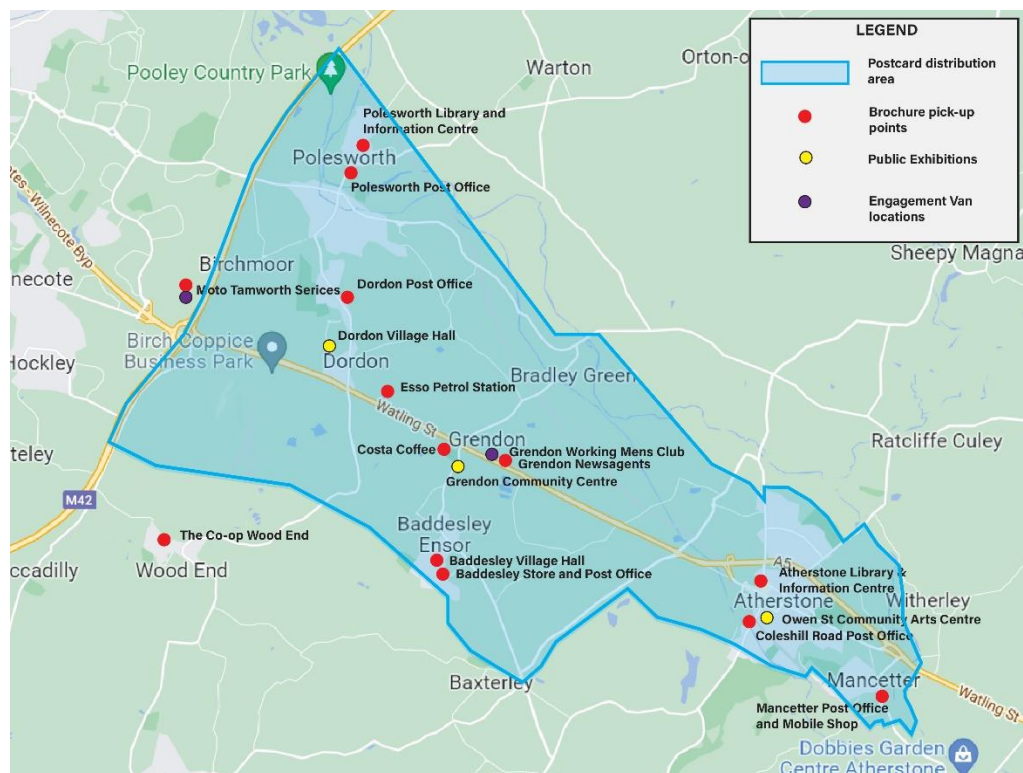 LEGEND
Postcard distribution
area
Brochure pick-up
points
Public Exhibitions
Engagement Van
locations
Pooley Country Park
Warton
Orton-o
Polesworth Library and
Information Centre
Polesworth
Polesworth Post Office
otes - Wilnecote Byp
Sheepy Magna
necote
Birchmoor
Moto Tamworth Serices
Dordon Post Office
Birch Coppice
Business Park
Dordon Village Hall
Dordon
Hockley
Bradley Green
Esso Petrol Station
Watling St
Grendon
Ratcliffe Culey
Costa Coffee
Grendon Working Mens Club
Grendon Newsagents
Grendon Community Centre
teley
M42
Baddesley
Ensor
The Co-op Wood End
Wood End
ccadilly
Baddesley Village Hall
Baddesley Store and Post Office
A5
Atherstone Library &
Information Centre
Atherstone
Witherley
Owen St Community Arts Centre
Coleshill Road Post Office
Baxterley
Mancetter
Watling St
Mancetter Post Office
and Mobile Shop
Dobbies Garden
Centre Atherstone